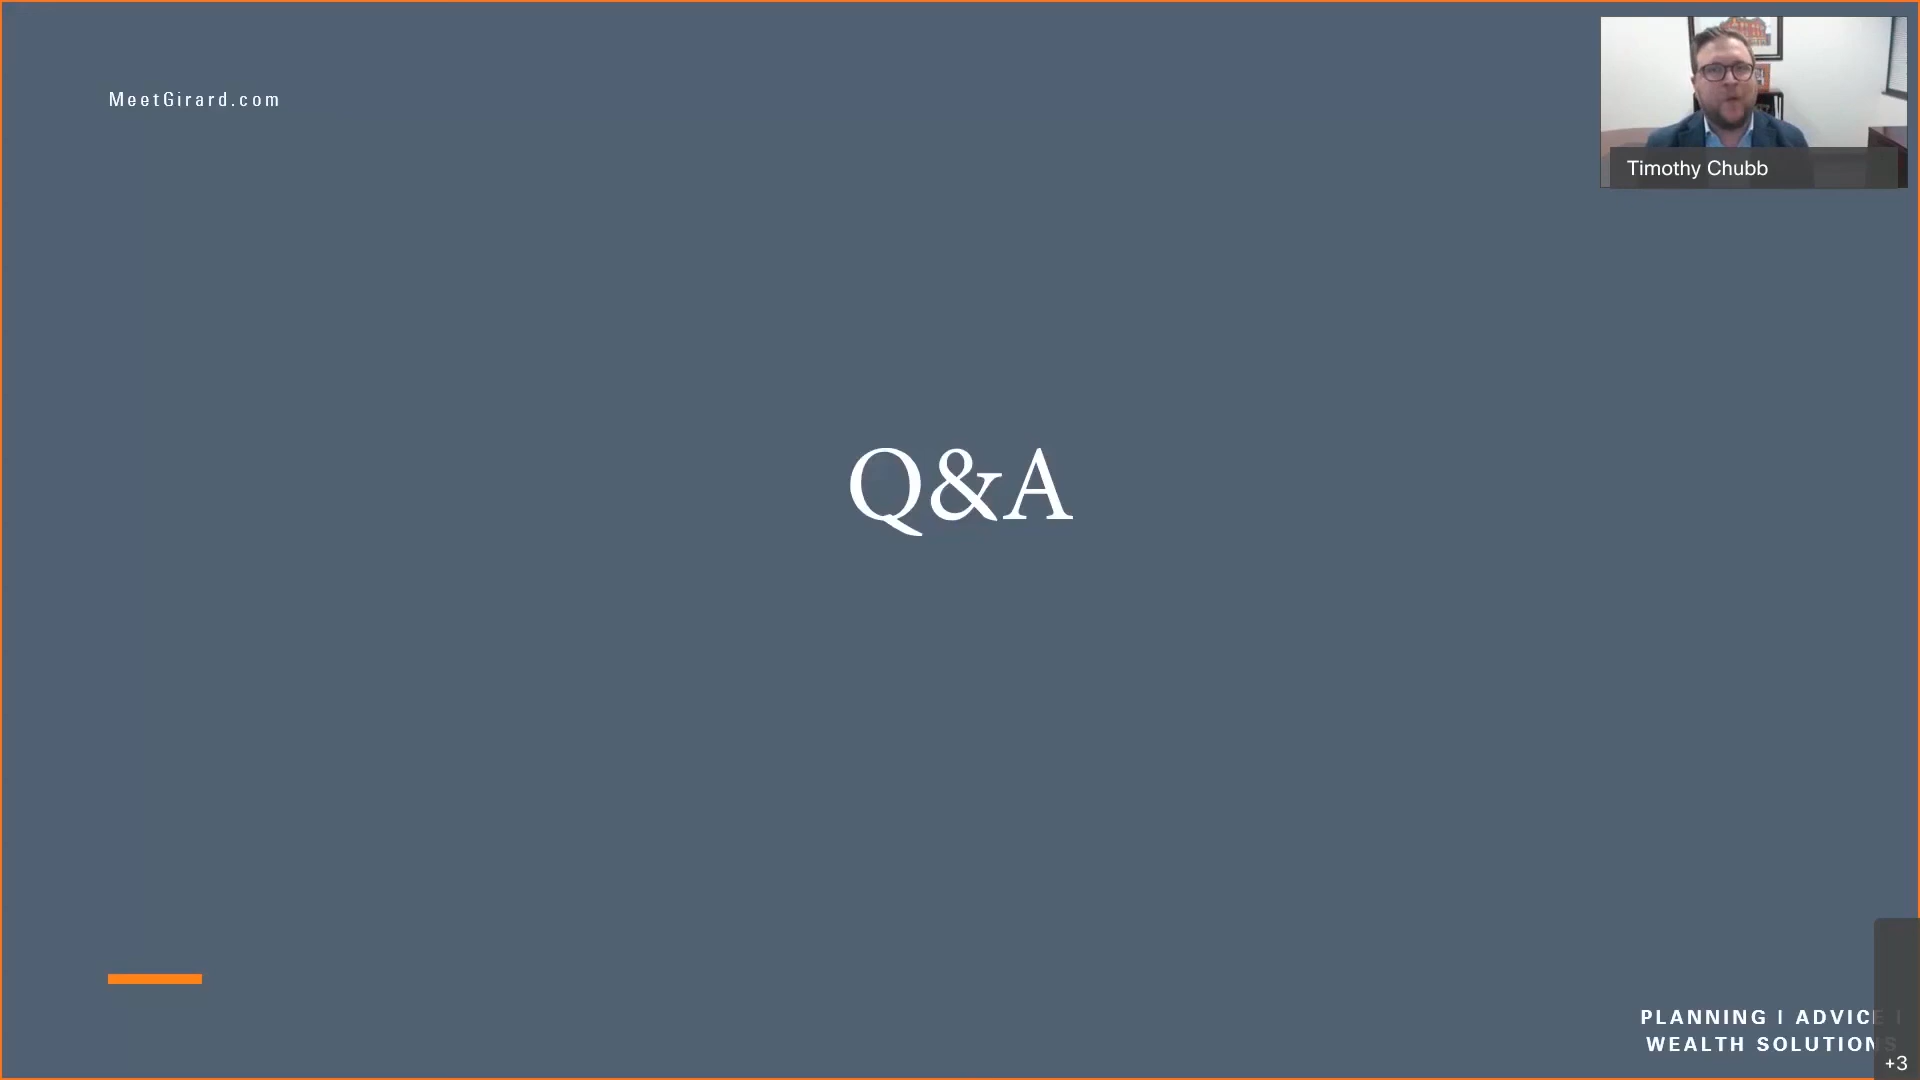 MeetGirard.com
Timothy Chubb
Q&A
PLANNING | ADVICE |
WEALTH SOLUTIONS
+3